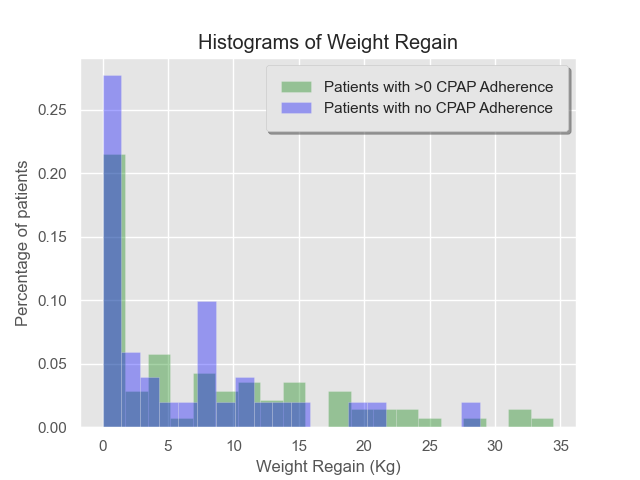 Histograms of Weight Regain
Patients with >0 CPAP Adherence
Patients with no CPAP Adherence
Percentage of patients
0.25
0.20
0.15
0.10
0.05
0.00
0 5 10 15 20 25 30 35
Weight Regain (Kg)